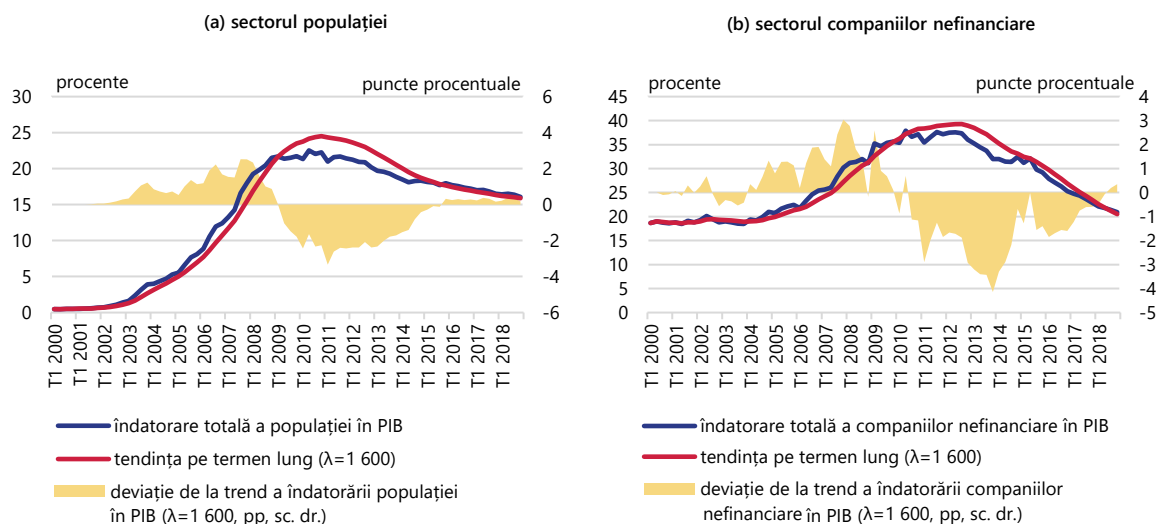 (a) sectorul populației
procente
puncte procentuale
30
25
20
15
10
5
0
6
4
2
0
-2
-4
-6
T1 2000
T1 2001
T1 2002
T1 2003
T1 2004
T1 2005
T1 2006
T1 2007
T1 2008
T1 2009
T1 2010
T1 2011
T1 2012
T1 2013
T1 2014
T1 2015
T1 2016
T1 2017
T1 2018
îndatorare totală a populației în PIB
tendința pe termen lung (λ=1 600)
deviație de la trend a îndatorării populației
în PIB (λ=1 600, pp, sc. dr.)
(b) sectorul companiilor nefinanciare
procente
puncte procentuale
45
40
35
30
25
20
15
10
5
0
4
3
2
1
0
-1
-2
-3
-4
-5
T1 2000
T1 2001
T1 2002
T1 2003
T1 2004
T1 2005
T1 2006
T1 2007
T1 2008
T1 2009
T1 2010
T1 2011
T1 2012
T1 2013
T1 2014
T1 2015
T1 2016
T1 2017
T1 2018
îndatorare totală a companiilor nefinanciare în PIB
tendința pe termen lung (λ=1 600)
deviație de la trend a îndatorării companiilor
nefinanciare în PIB (λ=1 600, pp, sc. dr.)